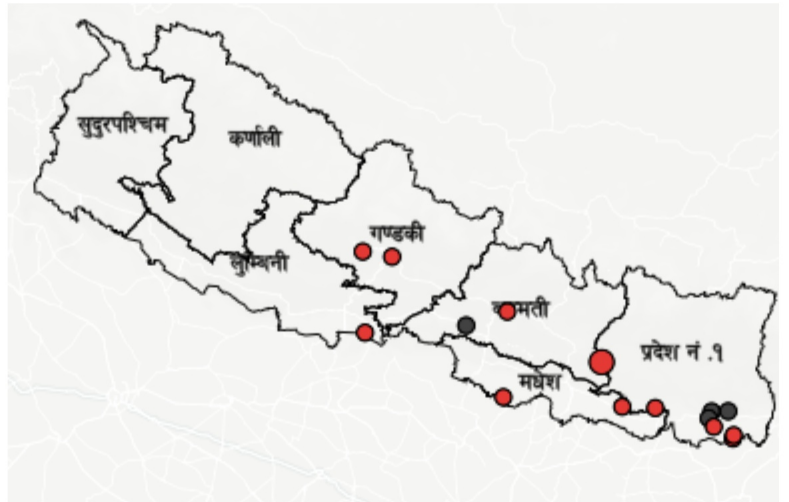 सुदुरपश्चिम
कर्णाली
गण्डकी
लुम्बिनी
प्रदेश नं .१
मधेश